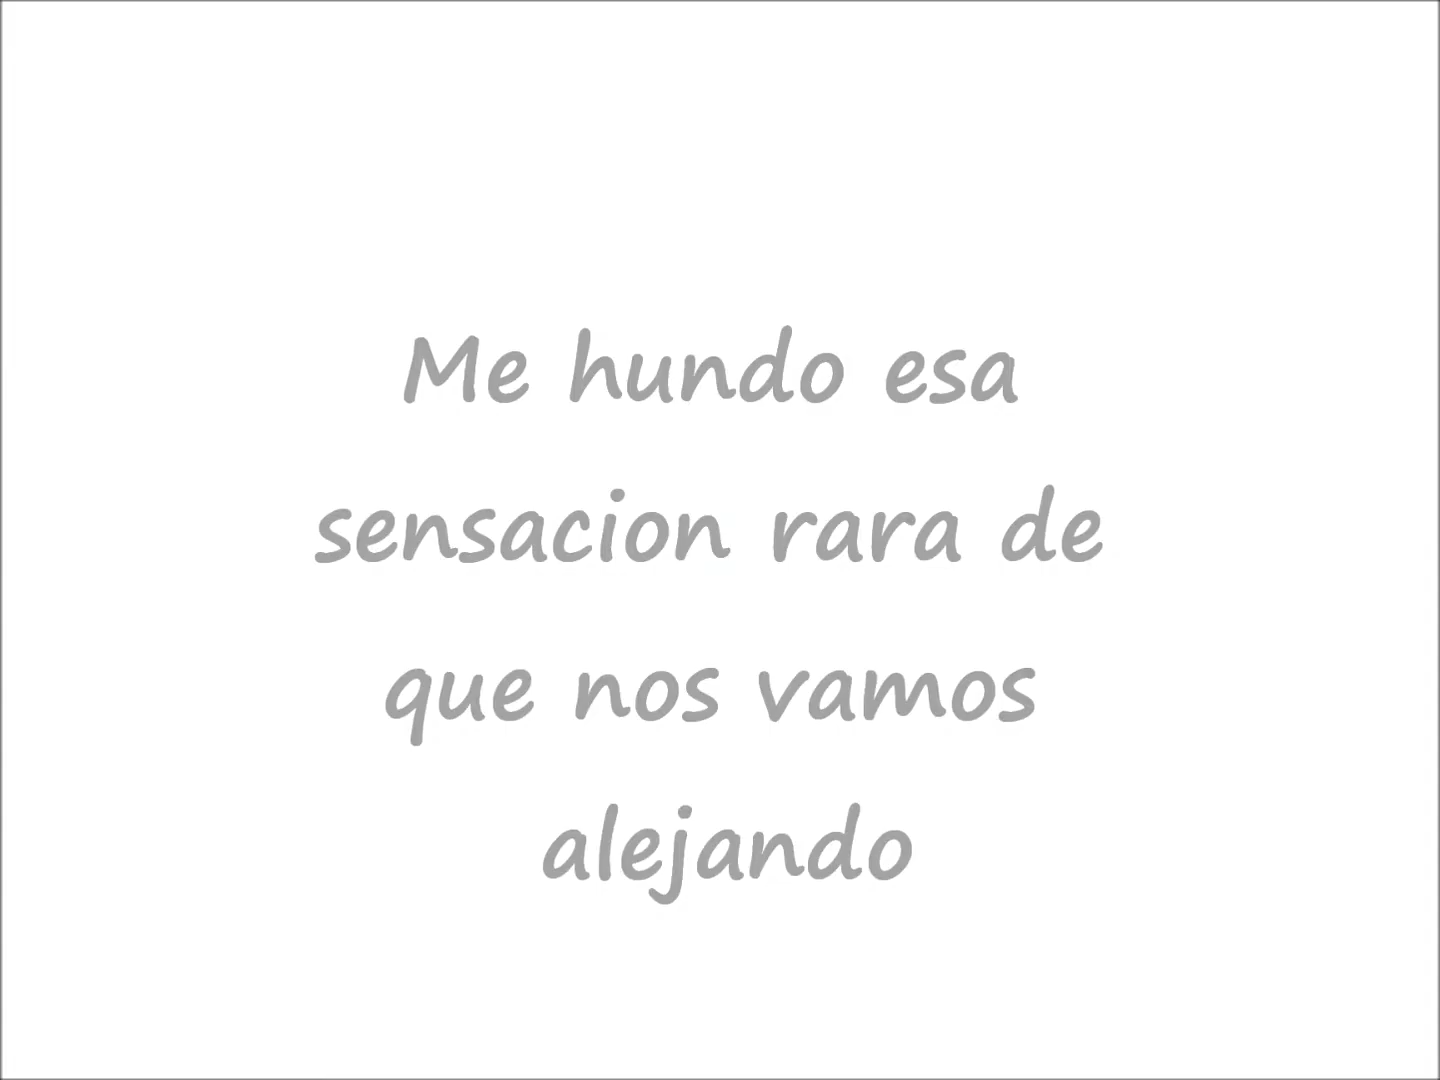 Me hundo esa
sensacion rara de
que nos vamos
alejando